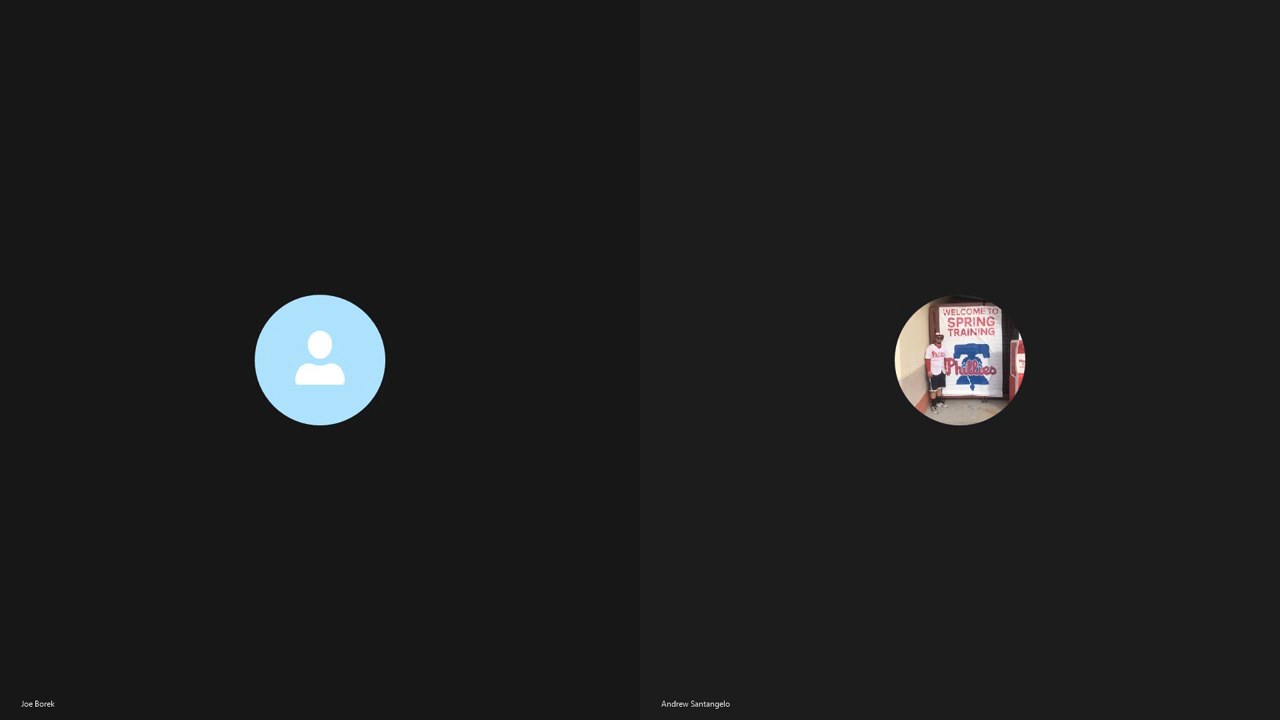 WELCOME TO
SPRING
TRAINING
Phillies
Joe Borek
Andrew Santangelo